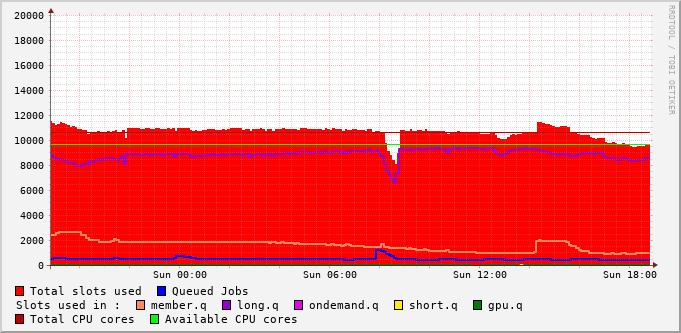 20000
18000
16000
14000
12000
10000
8000
6000
4000
2000
0
Sun 00:00 Sun 06:00 Sun 12:00 Sun 18:00
RRDTOOL / TOBI OETIKER
Total slots used Queued Jobs
Slots used in : member.q long.q ondemand.q short.q gpu.q
Total CPU cores Available CPU cores